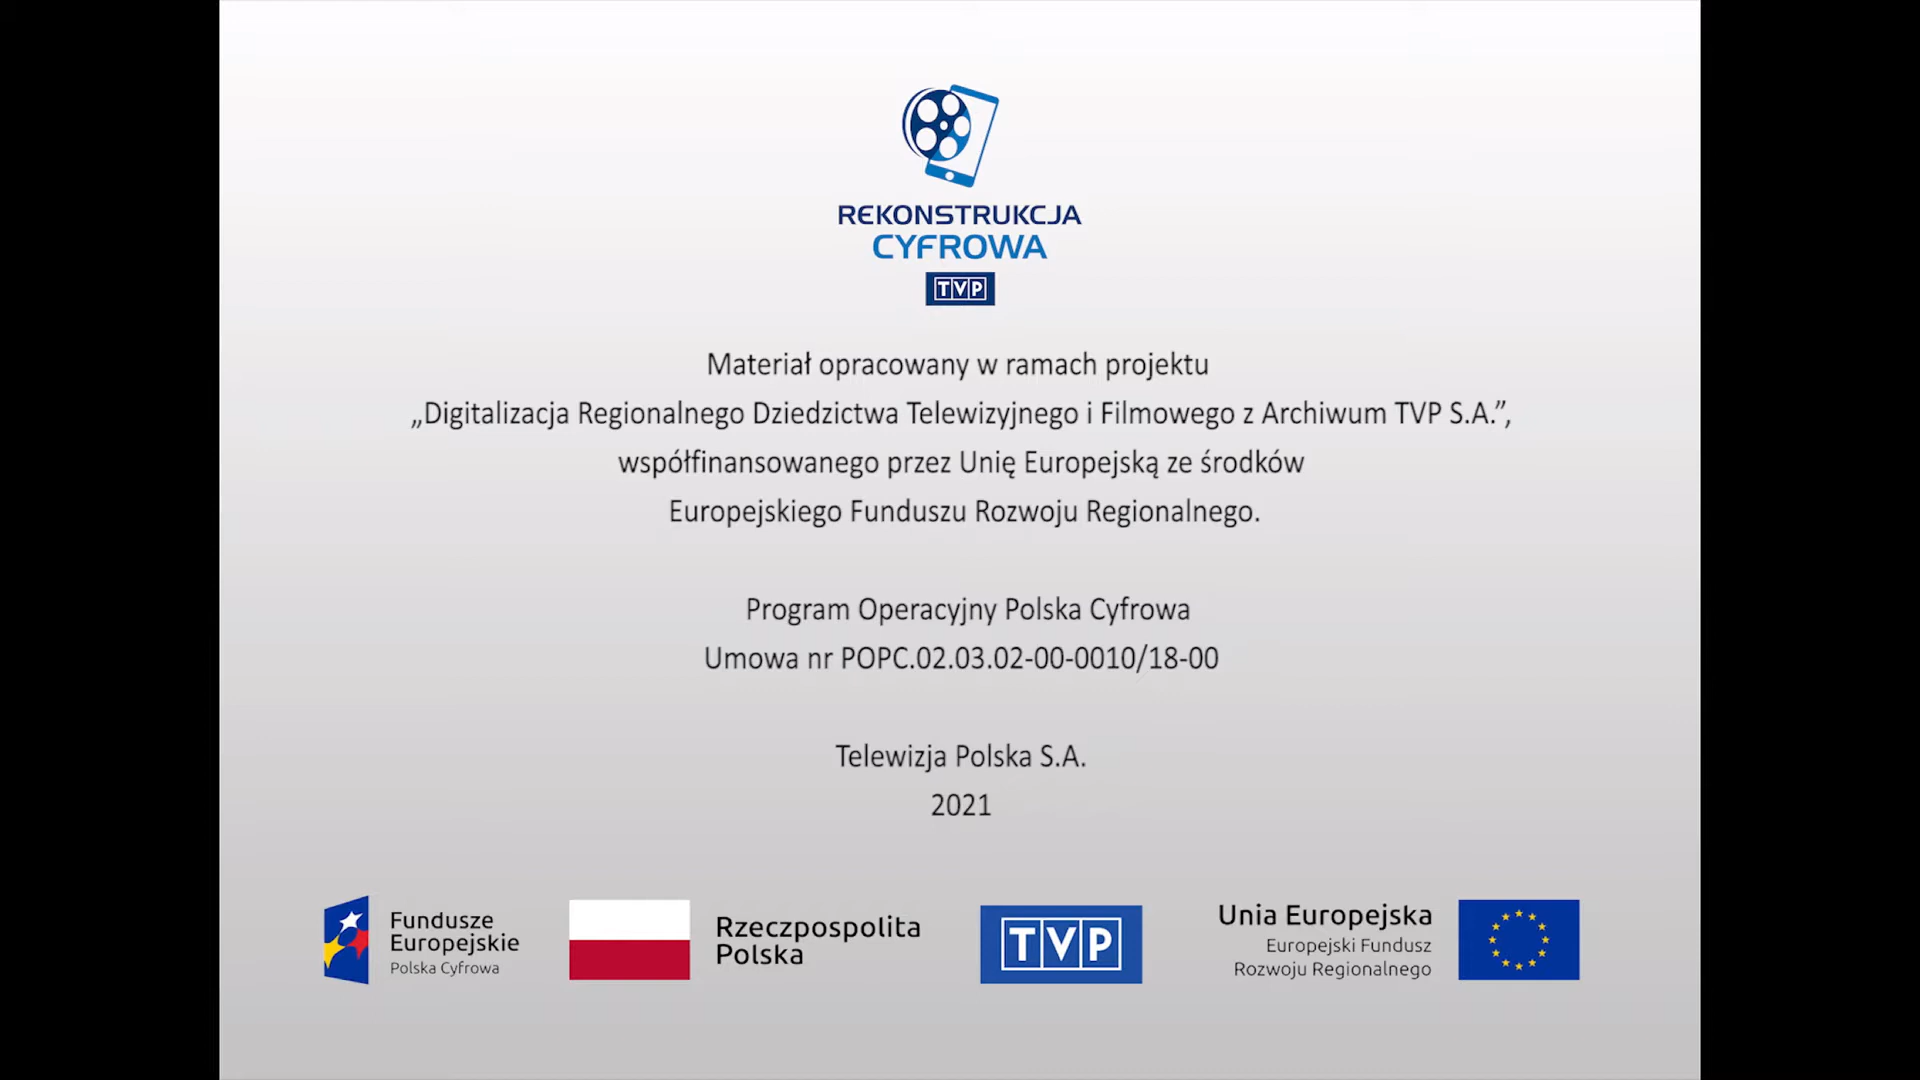 REKONSTRUKCJA
CYFROWA
TVP
Materiał opracowany w ramach projektu
„Digitalizacja Regionalnego Dziedzictwa Telewizyjnego i Filmowego z Archiwum TVP S.A.”,
współfinansowanego przez Unię Europejską ze środków
Europejskiego Funduszu Rozwoju Regionalnego.
Program Operacyjny Polska Cyfrowa
Umowa nr POPC.02.03.02-00-0010/18-00
Telewizja Polska S.A.
2021
Fundusze
Europejskie
Polska Cyfrowa
Rzeczpospolita
Polska
TVP
Unia Europejska
Europejski Fundusz
Rozwoju Regionalnego